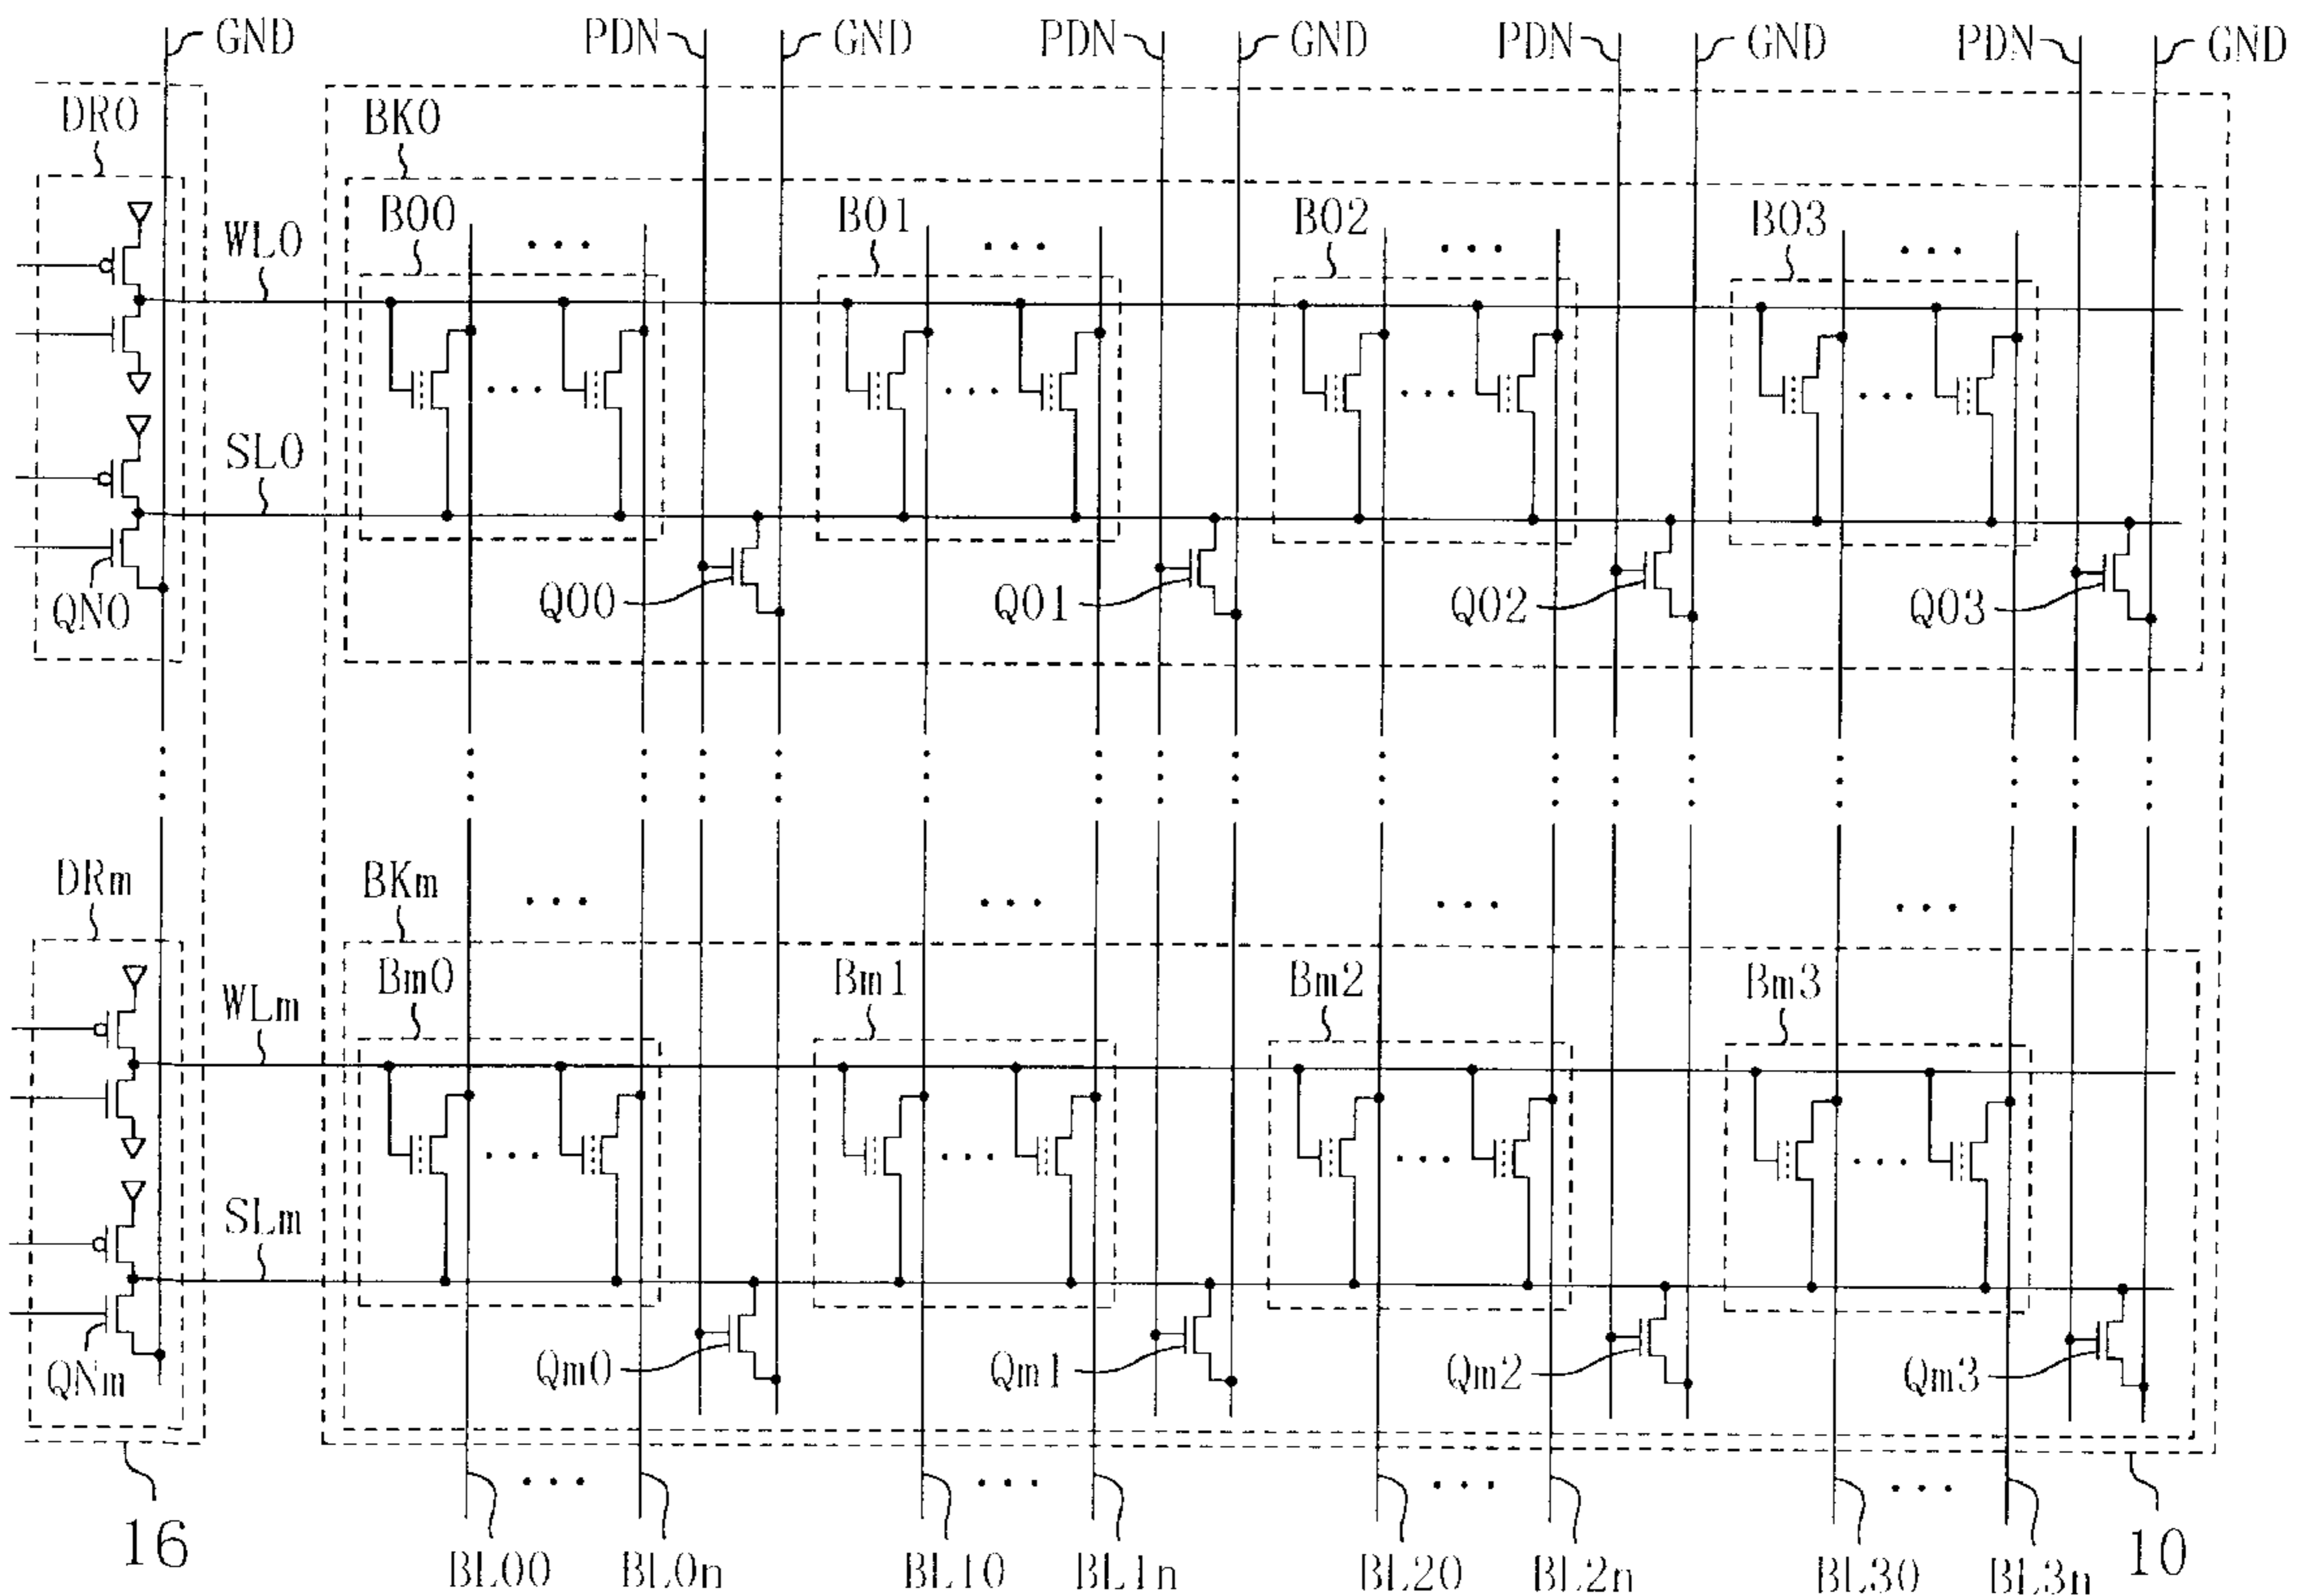 GND PDN GND PDN GND PDN GND PDN GND
DR0 BK0
B00 B01 B02 B03
WL0
SL0
QN0 Q00 Q01 Q02 Q03
DRm BKm
Bm0 Bm1 Bm2 Bm3
WLm
SLm
QNm Qm0 Qm1 Qm2 Qm3
16 10
BL00 BL0n BL10 BL1n BL20 BL2n BL30 BL3n